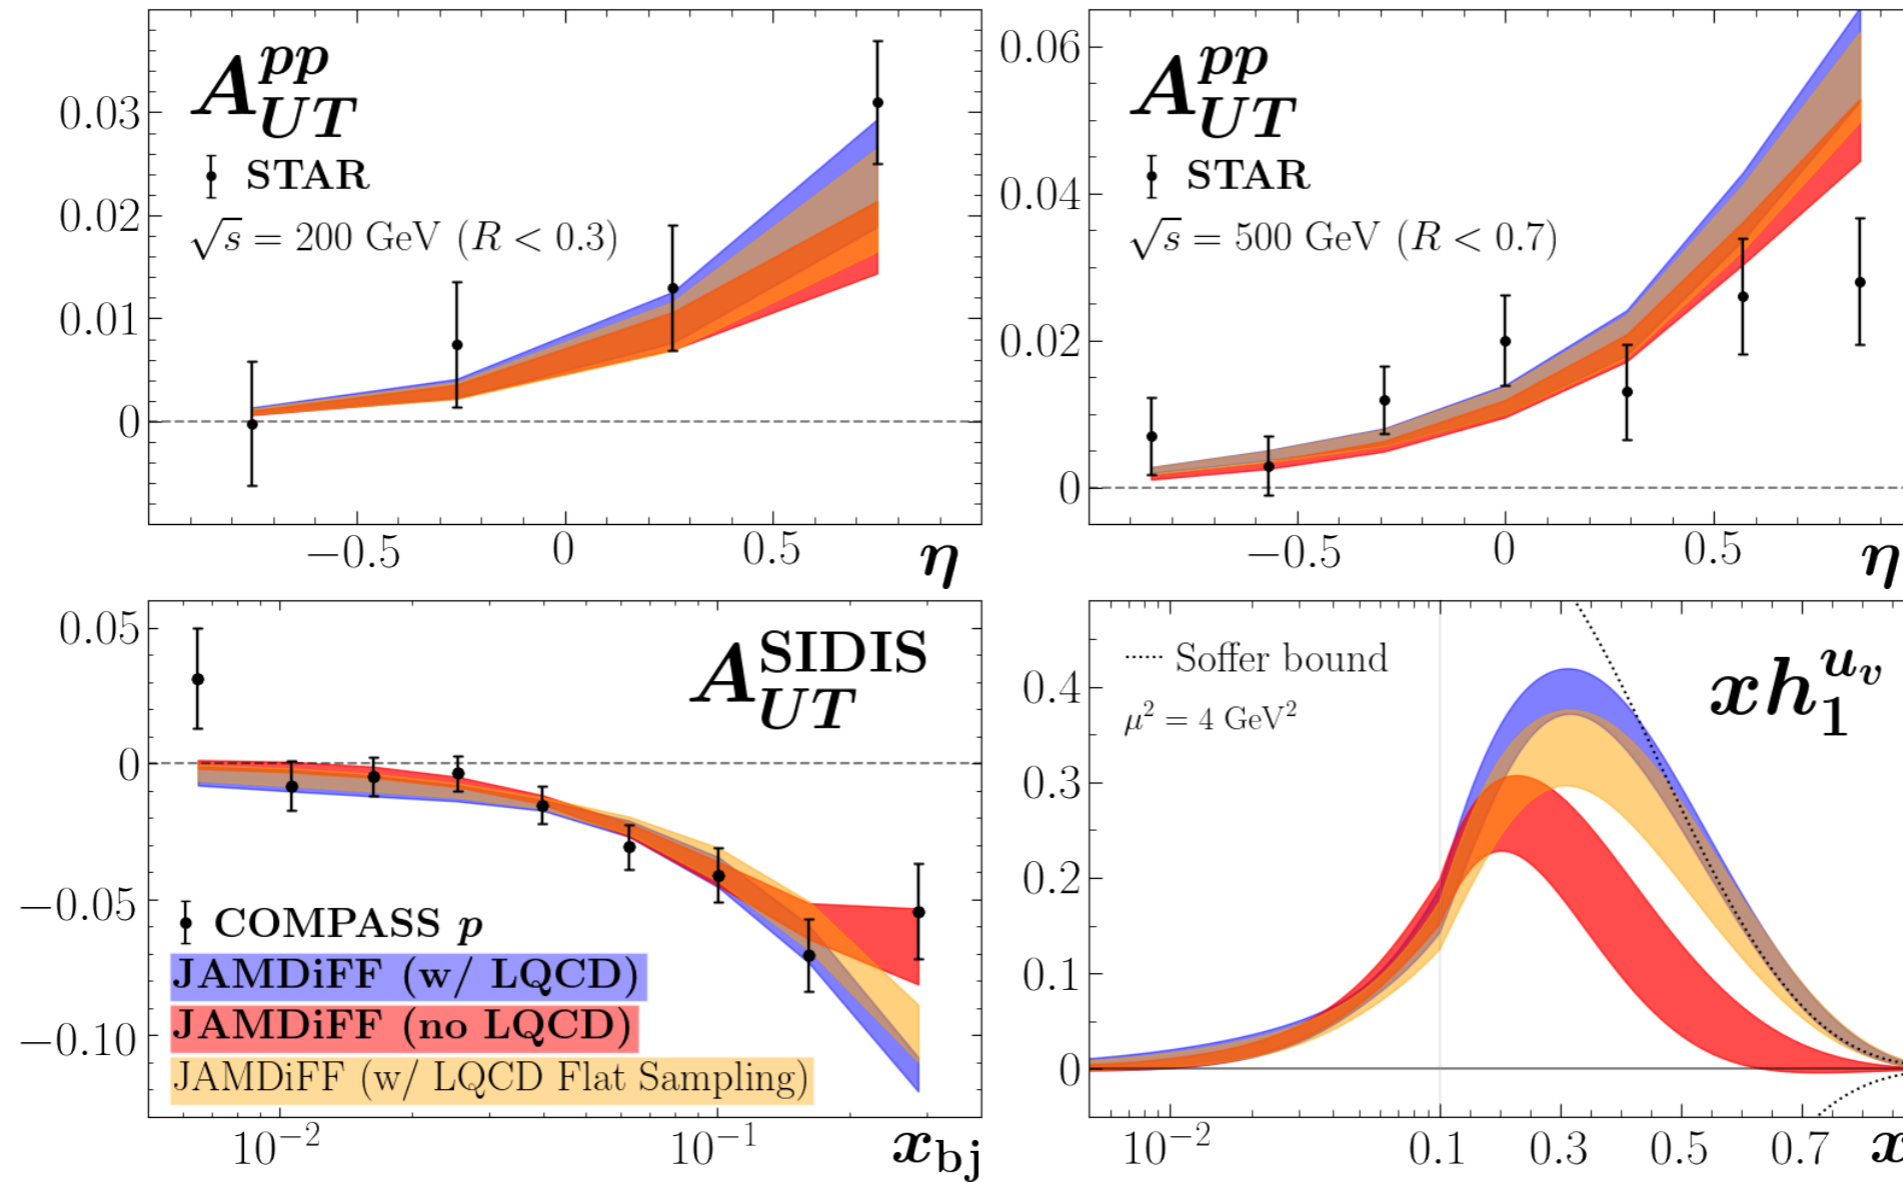 A_{UT}^{pp}
STAR
√s = 200 GeV (R < 0.3)
0.03
0.02
0.01
0
−0.5 0 0.5 η
A_{UT}^{pp}
STAR
√s = 500 GeV (R < 0.7)
0.06
0.04
0.02
0
−0.5 0 0.5 η
A_{UT}^{SIDIS}
0.05
0
−0.05
−0.10
COMPASS p
JAMDiFF (w/ LQCD)
JAMDiFF (no LQCD)
JAMDiFF (w/ LQCD Flat Sampling)
10^{−2} 10^{−1} x_{bj}
Soffer bound
μ² = 4 GeV²
xh_1^{u_v}
0.4
0.3
0.2
0.1
0
10^{−2} 0.1 0.3 0.5 0.7 x